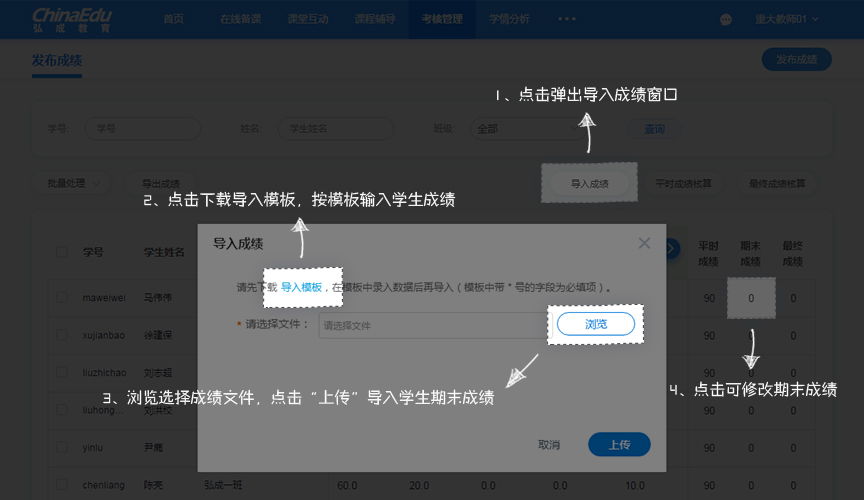 ChinaEdu
弘成教育
首页 在线备课 课堂互动 课程辅导 考核管理 学情分析 ••• 重大教师01
发布成绩 发布成绩
1、点击弹出导入成绩窗口
学号: 学号 姓名: 学生姓名 班级: 全部 查询
批量处理 导出成绩 导入成绩 平时成绩核算 最终成绩核算
2、点击下载导入模板，按模板输入学生成绩
导入成绩
学号 学生姓名 平时成绩 期末成绩 最终成绩
请先下载 导入模板，在模板中录入数据后再导入（模板中带 * 号的字段为必填项）。
maweiwei 马伟伟 90 0 0
* 请选择文件： 请选择文件 浏览
xujianbao 徐建保 90 0 0
liuzhichao 刘志超 90 0 0
3、浏览选择成绩文件，点击“上传”导入学生期末成绩
4、点击可修改期末成绩
liuhong... 刘洪校 90 0 0
取消 上传
yinlu 尹露 90 0 0
chenliang 陈亮 弘成一班 60.0 20.0 0.0 0.0 10.0 90 0 0